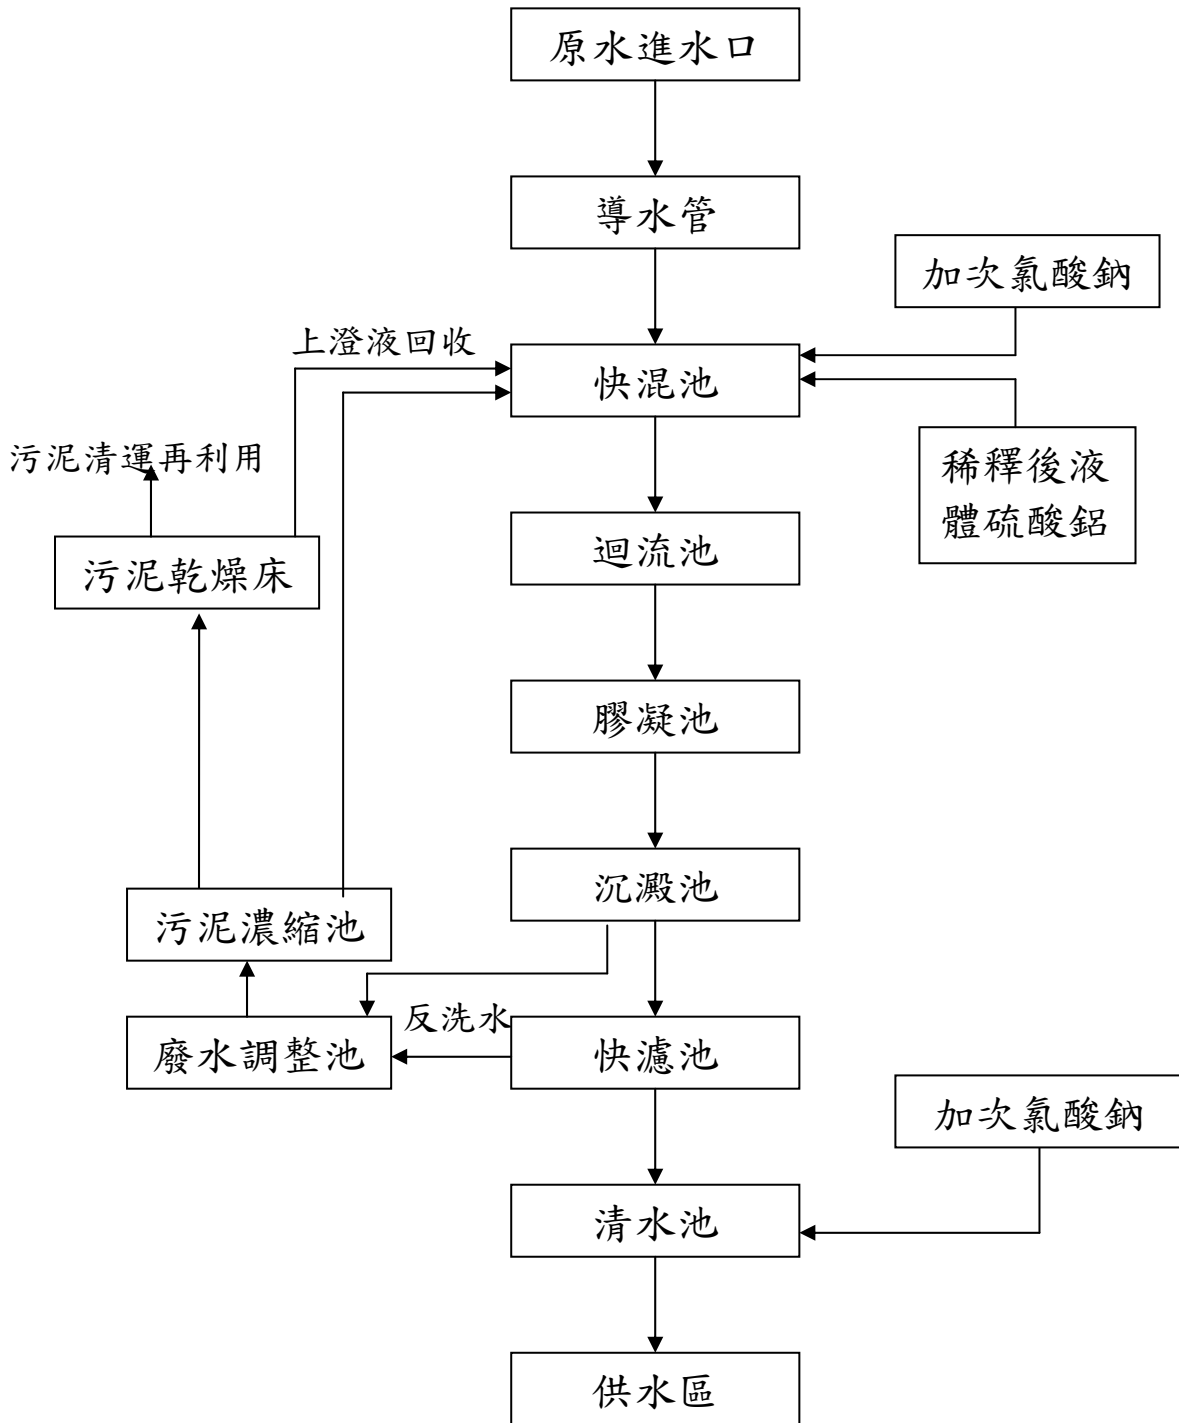 原水進水口
導水管
加次氯酸鈉
上澄液回收
快混池
污泥清運再利用
稀釋後液
體硫酸鋁
迴流池
污泥乾燥床
膠凝池
沉澱池
污泥濃縮池
反洗水
廢水調整池
快濾池
加次氯酸鈉
清水池
供水區